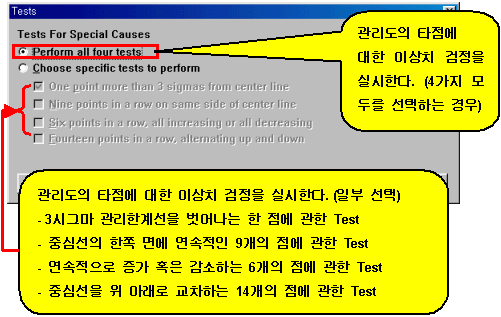 Tests
Tests For Special Causes
Perform all four tests
Choose specific tests to perform
One point more than 3 sigmas from center line
Nine points in a row on same side of center line
Six points in a row, all increasing or all decreasing
Fourteen points in a row, alternating up and down
관리도의 타점에
대한 이상치 검정을
실시한다. (4가지 모
두를 선택하는 경우)
관리도의 타점에 대한 이상치 검정을 실시한다. (일부 선택)
- 3시그마 관리한계선을 벗어나는 한 점에 관한 Test
- 중심선의 한쪽 면에 연속적인 9개의 점에 관한 Test
- 연속적으로 증가 혹은 감소하는 6개의 점에 관한 Test
- 중심선을 위 아래로 교차하는 14개의 점에 관한 Test